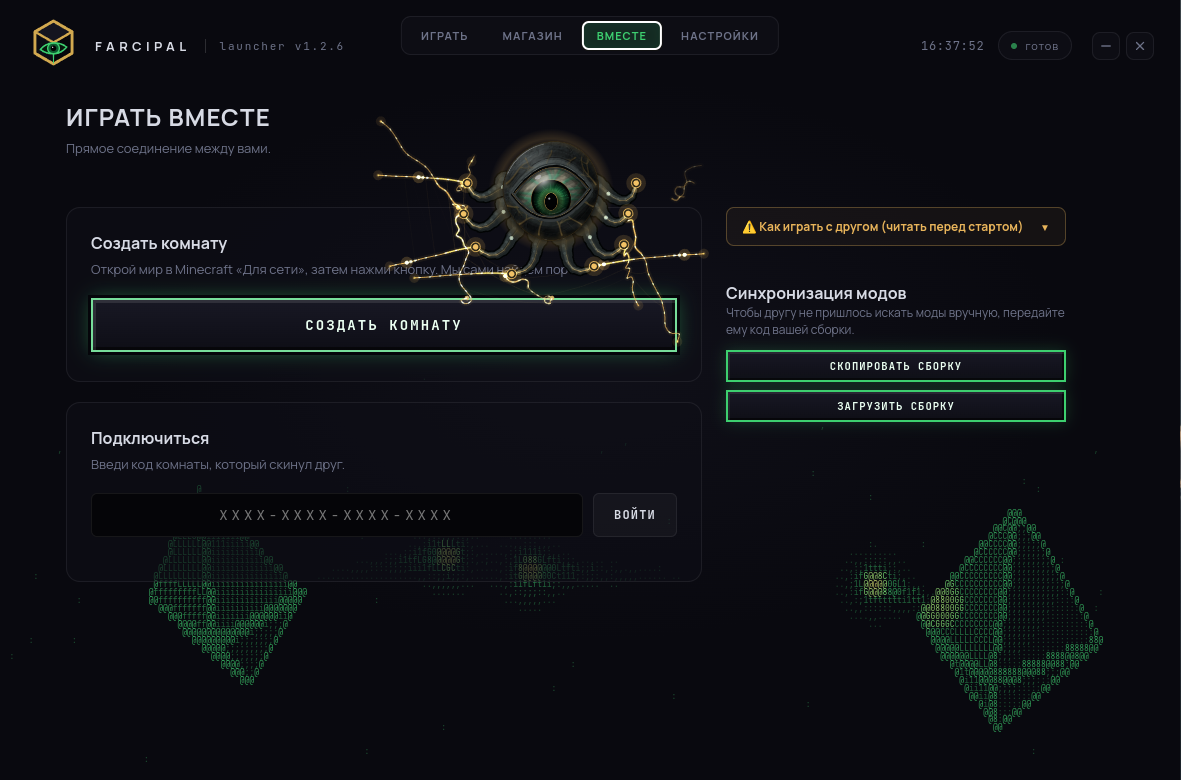 FARCIPAL
launcher v1.2.6
ИГРАТЬ
МАГАЗИН
ВМЕСТЕ
НАСТРОЙКИ
16:37:52
готов
ИГРАТЬ ВМЕСТЕ
Прямое соединение между вами.
Создать комнату
Открой мир в Minecraft «Для сети», затем нажми кнопку. Мы сами
СОЗДАТЬ КОМНАТУ
Подключиться
Введи код комнаты, который скинул друг.
XXXX-XXXX-XXXX-XXXX
ВОЙТИ
⚠️ Как играть с другом (читать перед стартом) ▼
Синхронизация модов
Чтобы другу не пришлось искать моды вручную, передайте
ему код вашей сборки.
СКОПИРОВАТЬ СБОРКУ
ЗАГРУЗИТЬ СБОРКУ